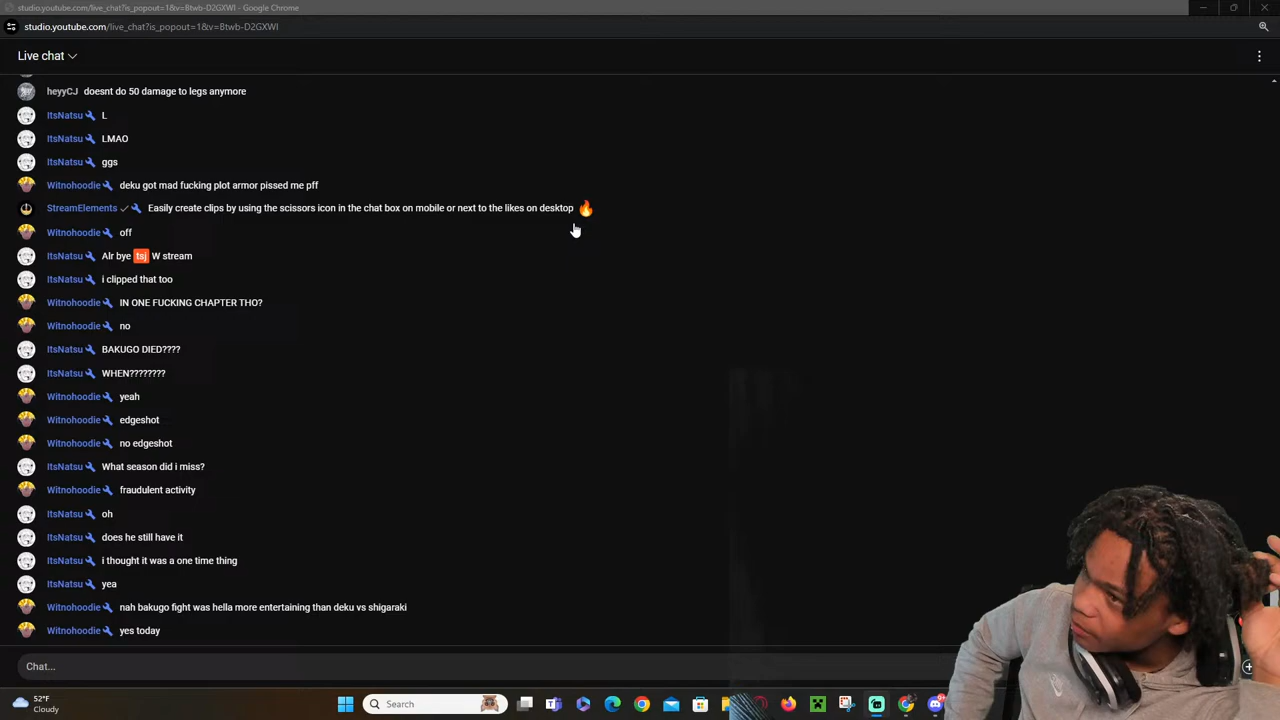 studio.youtube.com/live_chat?is_popout=1&v=Btwb-D2GXWI - Google Chrome
studio.youtube.com/live_chat?is_popout=1&v=Btwb-D2GXWI
Live chat
heyyCJ doesnt do 50 damage to legs anymore
ItsNatsu L
ItsNatsu LMAO
ItsNatsu ggs
Witnohoodie deku got mad fucking plot armor pissed me pff
StreamElements Easily create clips by using the scissors icon in the chat box on mobile or next to the likes on desktop 🔥
Witnohoodie off
ItsNatsu Alr bye tsj W stream
ItsNatsu i clipped that too
Witnohoodie IN ONE FUCKING CHAPTER THO?
Witnohoodie no
ItsNatsu BAKUGO DIED????
ItsNatsu WHEN????????
Witnohoodie yeah
Witnohoodie edgeshot
Witnohoodie no edgeshot
ItsNatsu What season did i miss?
Witnohoodie fraudulent activity
ItsNatsu oh
ItsNatsu does he still have it
ItsNatsu i thought it was a one time thing
ItsNatsu yea
Witnohoodie nah bakugo fight was hella more entertaining than deku vs shigaraki
Witnohoodie yes today
Chat...
52°F
Cloudy
Search
9+